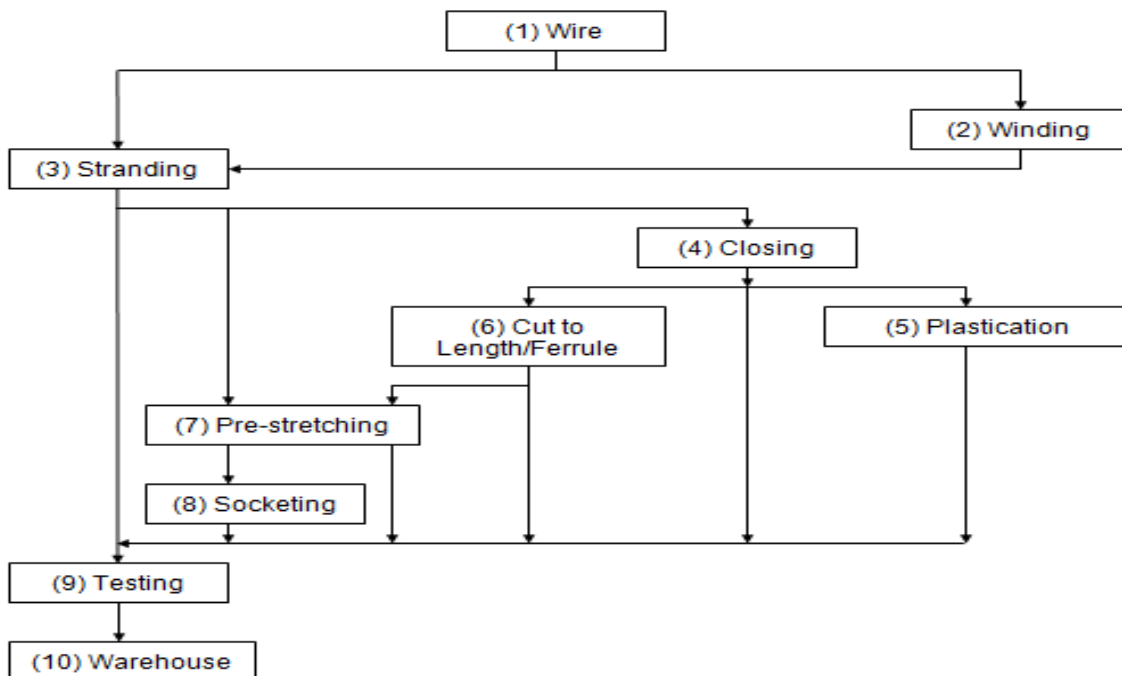 (1) Wire
(2) Winding
(3) Stranding
(4) Closing
(6) Cut to
Length/Ferrule
(5) Plastication
(7) Pre-stretching
(8) Socketing
(9) Testing
(10) Warehouse